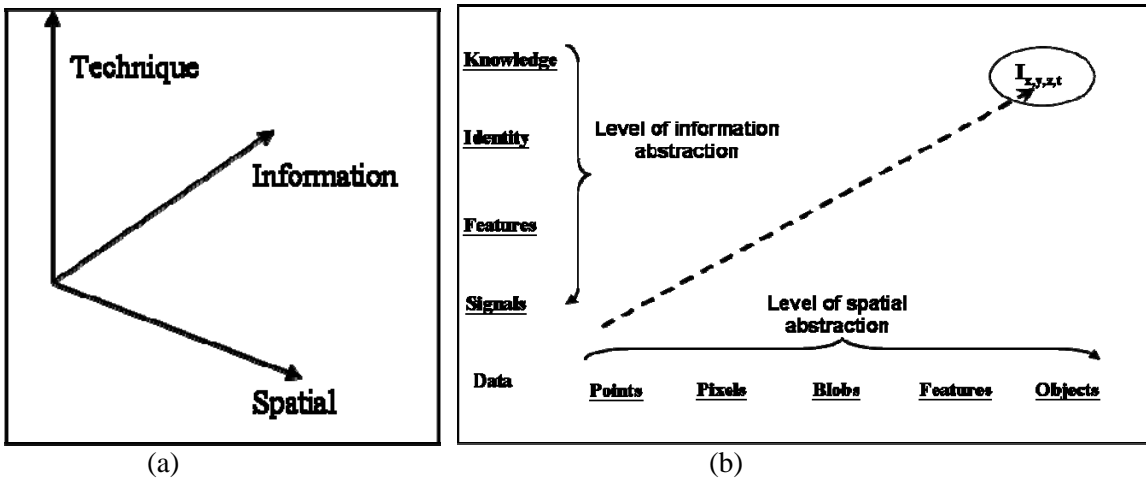 Technique
Information
Spatial
(a)
Knowledge
Identity
Features
Signals
Data
Level of information
abstraction
I x,y,z,t
Level of spatial
abstraction
Points Pixels Blobs Features Objects
(b)